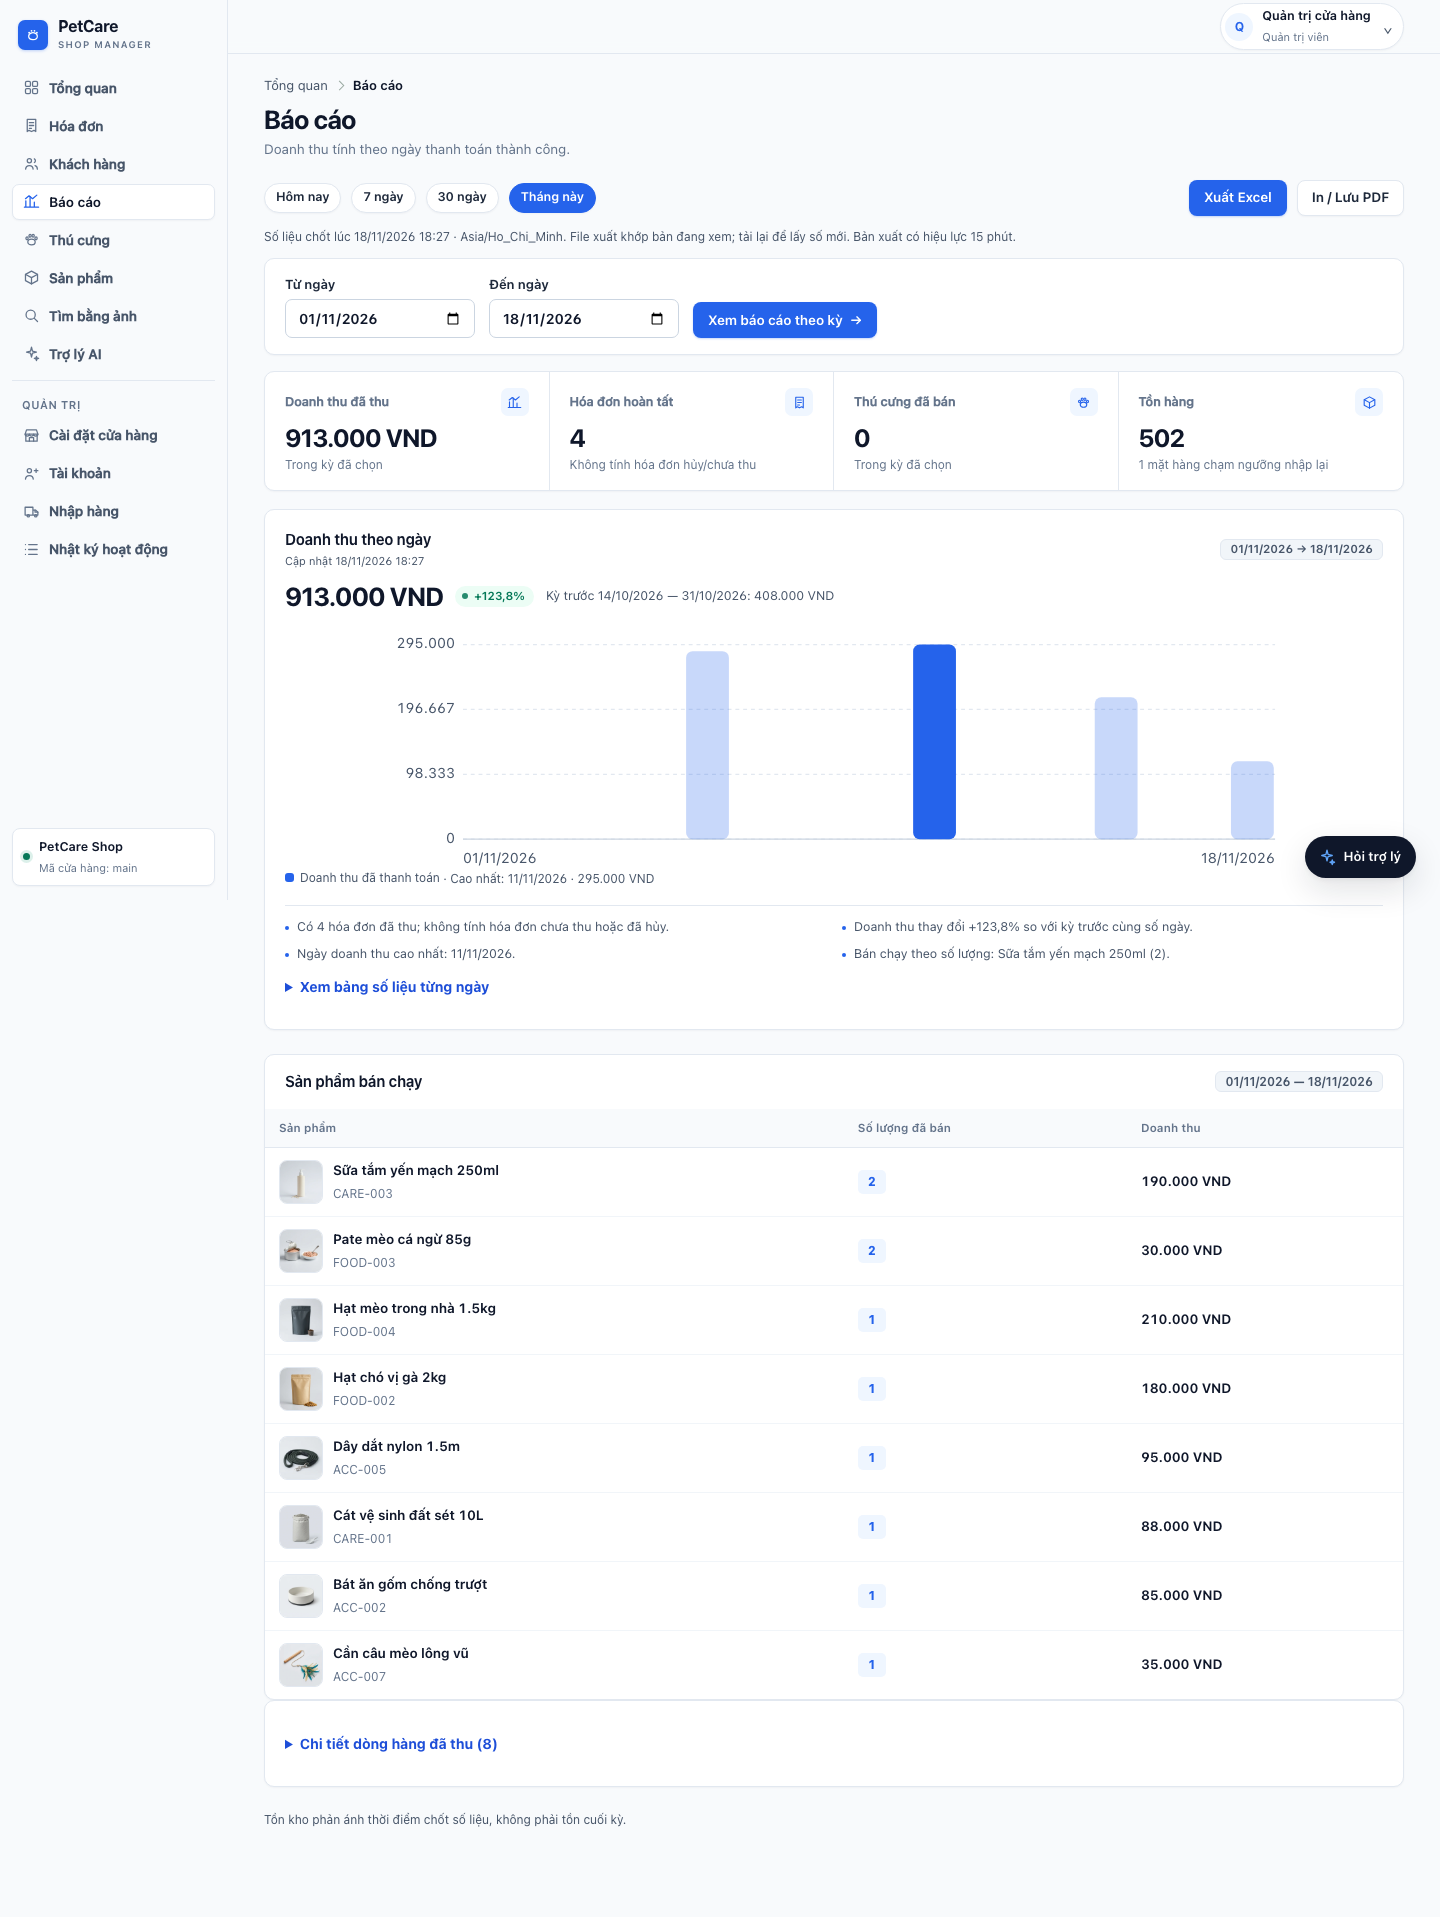 PetCare
SHOP MANAGER
Tổng quan
Hóa đơn
Khách hàng
Báo cáo
Thú cưng
Sản phẩm
Tìm bằng ảnh
Trợ lý AI
QUẢN TRỊ
Cài đặt cửa hàng
Tài khoản
Nhập hàng
Nhật ký hoạt động
PetCare Shop
Mã cửa hàng: main
Q
Quản trị cửa hàng
Quản trị viên
Tổng quan
Báo cáo
Báo cáo
Doanh thu tính theo ngày thanh toán thành công.
Hôm nay
7 ngày
30 ngày
Tháng này
Xuất Excel
In / Lưu PDF
Số liệu chốt lúc 18/11/2026 18:27 · Asia/Ho_Chi_Minh. File xuất khớp bản đang xem; tải lại để lấy số mới. Bản xuất có hiệu lực 15 phút.
Từ ngày
Đến ngày
01/11/2026
18/11/2026
Xem báo cáo theo kỳ →
Doanh thu đã thu
913.000 VND
Trong kỳ đã chọn
Hóa đơn hoàn tất
4
Không tính hóa đơn hủy/chưa thu
Thú cưng đã bán
0
Trong kỳ đã chọn
Tồn hàng
502
1 mặt hàng chạm ngưỡng nhập lại
Doanh thu theo ngày
Cập nhật 18/11/2026 18:27
01/11/2026 → 18/11/2026
913.000 VND
+123,8%
Kỳ trước 14/10/2026 — 31/10/2026: 408.000 VND
295.000
196.667
98.333
0
01/11/2026
18/11/2026
Doanh thu đã thanh toán · Cao nhất: 11/11/2026 · 295.000 VND
Hỏi trợ lý
Có 4 hóa đơn đã thu; không tính hóa đơn chưa thu hoặc đã hủy.
Doanh thu thay đổi +123,8% so với kỳ trước cùng số ngày.
Ngày doanh thu cao nhất: 11/11/2026.
Bán chạy theo số lượng: Sữa tắm yến mạch 250ml (2).
Xem bảng số liệu từng ngày
Sản phẩm bán chạy
01/11/2026 — 18/11/2026
Sản phẩm
Số lượng đã bán
Doanh thu
Sữa tắm yến mạch 250ml
CARE-003
2
190.000 VND
Pate mèo cá ngừ 85g
FOOD-003
2
30.000 VND
Hạt mèo trong nhà 1.5kg
FOOD-004
1
210.000 VND
Hạt chó vị gà 2kg
FOOD-002
1
180.000 VND
Dây dắt nylon 1.5m
ACC-005
1
95.000 VND
Cát vệ sinh đất sét 10L
CARE-001
1
88.000 VND
Bát ăn gốm chống trượt
ACC-002
1
85.000 VND
Cần câu mèo lông vũ
ACC-007
1
35.000 VND
Chi tiết dòng hàng đã thu (8)
Tồn kho phản ánh thời điểm chốt số liệu, không phải tồn cuối kỳ.